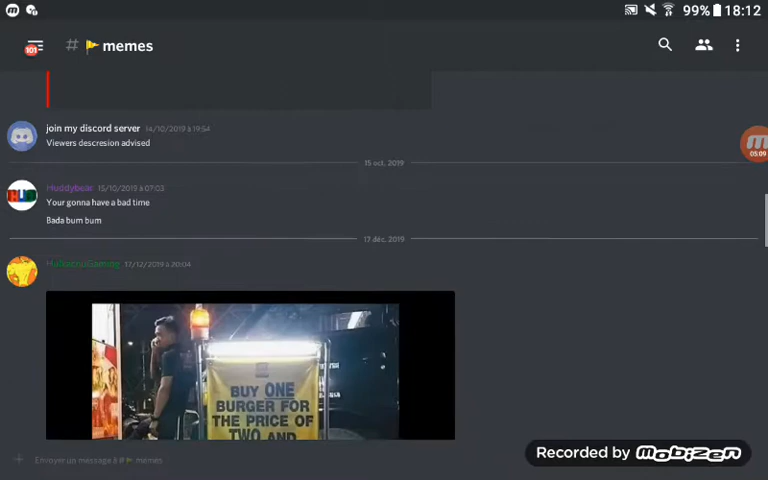 99% 18:12
101
# memes
join my discord server 14/10/2019 à 19:54
Viewers descresion advised
05:09
15 oct. 2019
Huddybear 15/10/2019 à 07:03
Your gonna have a bad time
Bada bum bum
17 déc. 2019
17/12/2019 à 20:04
BUY ONE
BURGER FOR
THE PRICE OF
TWO AND
Envoyer un message à # memes
Recorded by MOBIZEN